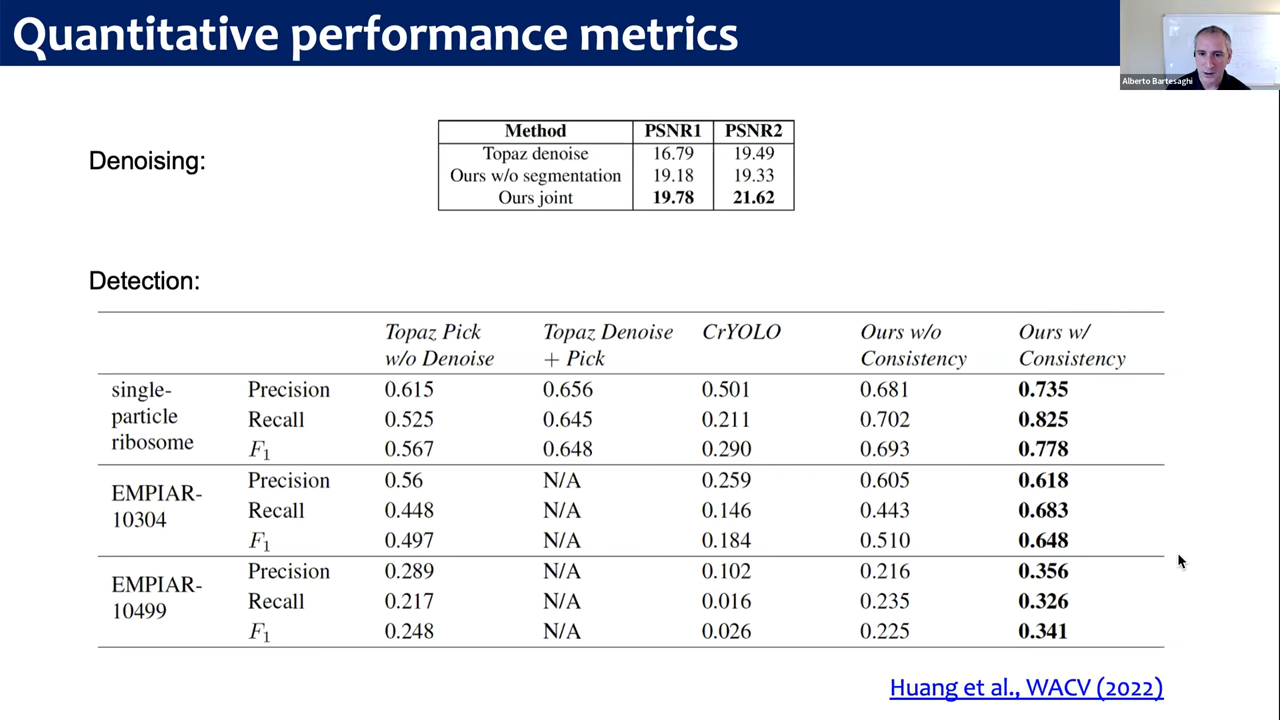 Quantitative performance metrics
Alberto Bartesaghi
Denoising:
Method PSNR1 PSNR2
Topaz denoise 16.79 19.49
Ours w/o segmentation 19.18 19.33
Ours joint 19.78 21.62
Detection:
Topaz Pick w/o Denoise Topaz Denoise + Pick CrYOLO Ours w/o Consistency Ours w/ Consistency
single-particle ribosome
Precision 0.615 0.656 0.501 0.681 0.735
Recall 0.525 0.645 0.211 0.702 0.825
F1 0.567 0.648 0.290 0.693 0.778
EMPIAR-10304
Precision 0.56 N/A 0.259 0.605 0.618
Recall 0.448 N/A 0.146 0.443 0.683
F1 0.497 N/A 0.184 0.510 0.648
EMPIAR-10499
Precision 0.289 N/A 0.102 0.216 0.356
Recall 0.217 N/A 0.016 0.235 0.326
F1 0.248 N/A 0.026 0.225 0.341
Huang et al., WACV (2022)